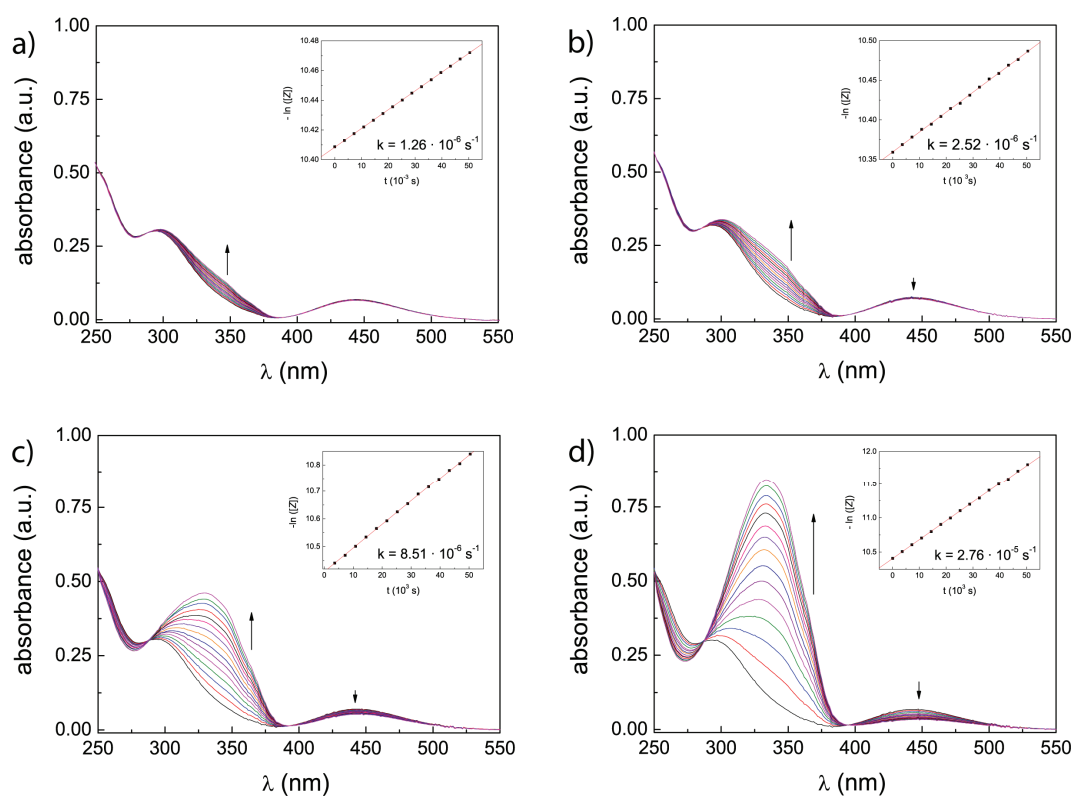 a)
1.00
0.75
0.50
0.25
0.00
absorbance (a.u.)
250 300 350 400 450 500 550
λ (nm)
10.48
10.46
10.44
10.42
10.40
- ln ([Z])
k = 1.26 · 10⁻⁶ s⁻¹
0 10 20 30 40 50
t (10⁻³ s)
b)
1.00
0.75
0.50
0.25
0.00
absorbance (a.u.)
250 300 350 400 450 500 550
λ (nm)
10.50
10.45
10.40
10.35
-ln ([Z])
k = 2.52 · 10⁻⁶ s⁻¹
0 10 20 30 40 50
t (10³ s)
c)
1.00
0.75
0.50
0.25
0.00
absorbance (a.u.)
250 300 350 400 450 500 550
λ (nm)
10.8
10.7
10.6
10.5
-ln ([Z])
k = 8.51 · 10⁻⁶ s⁻¹
0 10 20 30 40 50
t (10³ s)
d)
1.00
0.75
0.50
0.25
0.00
absorbance (a.u.)
250 300 350 400 450 500 550
λ (nm)
12.0
11.5
11.0
10.5
- ln ([Z])
k = 2.76 · 10⁻⁵ s⁻¹
0 10 20 30 40 50
t (10³ s)